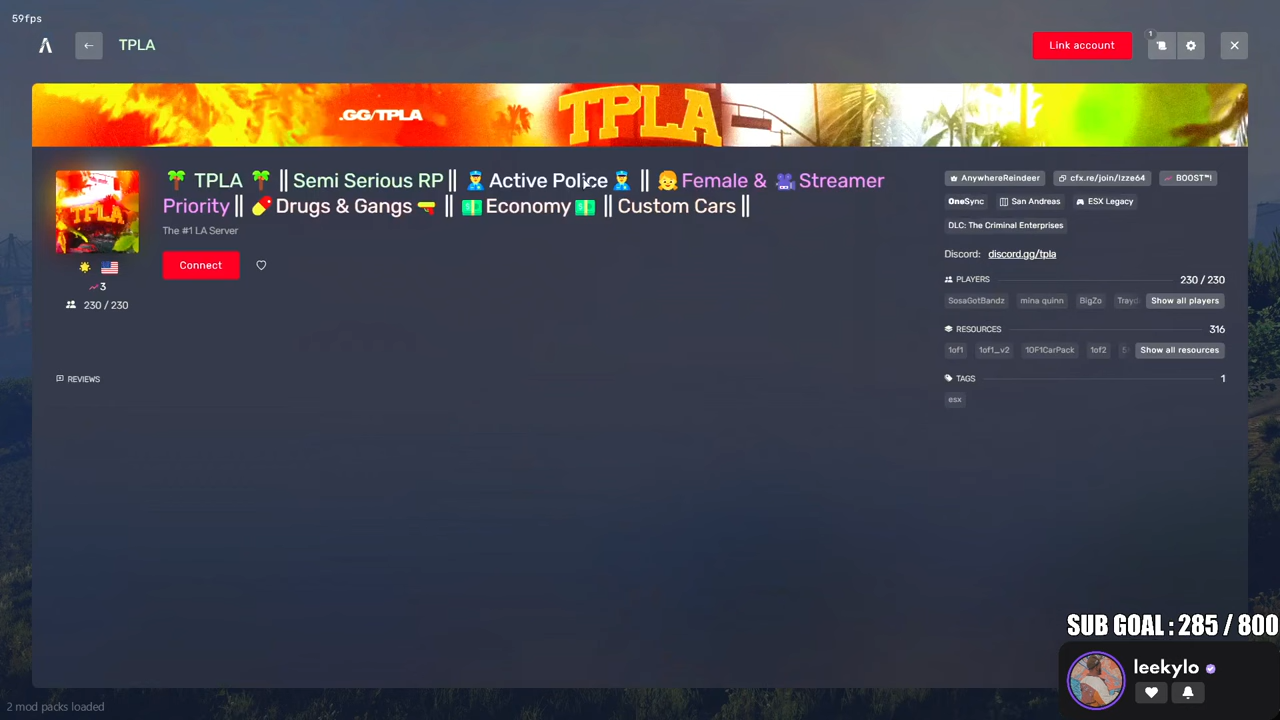 59fps
TPLA
Link account
1
.GG/TPLA
TPLA
TPLA
🌴 TPLA 🌴 ||Semi Serious RP|| 👮 Active Police 👮 || 👧Female & 🎥Streamer
Priority|| 💊Drugs & Gangs 🔫 || 💵Economy💵 ||Custom Cars||
The #1 LA Server
Connect
3
230 / 230
REVIEWS
AnywhereReindeer
cfx.re/join/lzze64
BOOST™!
OneSync
San Andreas
ESX Legacy
DLC: The Criminal Enterprises
Discord: discord.gg/tpla
PLAYERS 230 / 230
SosaGotBandz mina quinn BigZo Show all players
RESOURCES 316
1of1 1of1_v2 10F1CarPack 1of2 Show all resources
TAGS 1
esx
SUB GOAL : 285 / 800
leekylo
2 mod packs loaded